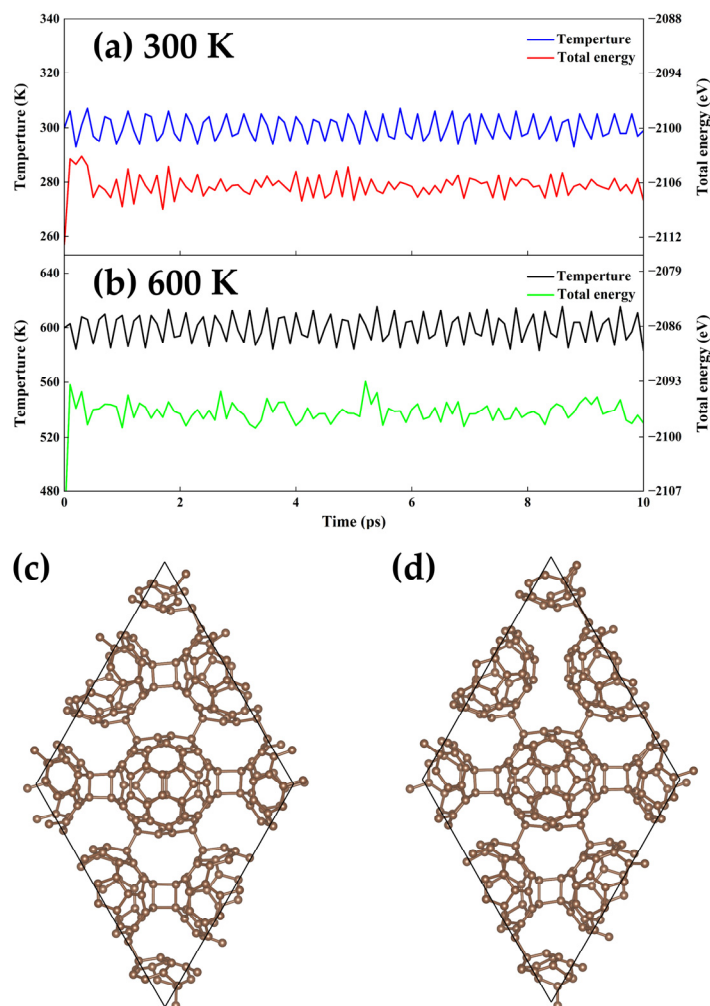 (a) 300 K
Temperture
Total energy
340
320
300
280
260
Temperture (K)
−2088
−2094
−2100
−2106
−2112
Total energy (eV)
(b) 600 K
Temperture
Total energy
640
600
560
520
480
Temperture (K)
−2079
−2086
−2093
−2100
−2107
Total energy (eV)
0
2
4
6
8
10
Time (ps)
(c)
(d)